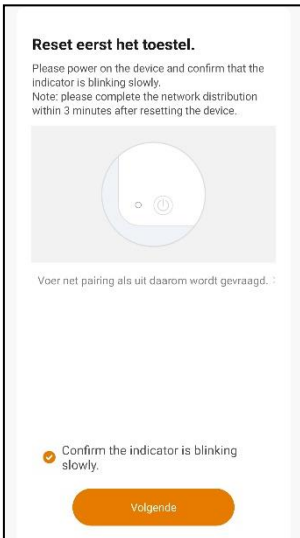 Reset eerst het toestel.
Please power on the device and confirm that the
indicator is blinking slowly.
Note: please complete the network distribution
within 3 minutes after resetting the device.
Voer net pairing als uit daarom wordt gevraagd.
Confirm the indicator is blinking
slowly.
Volgende